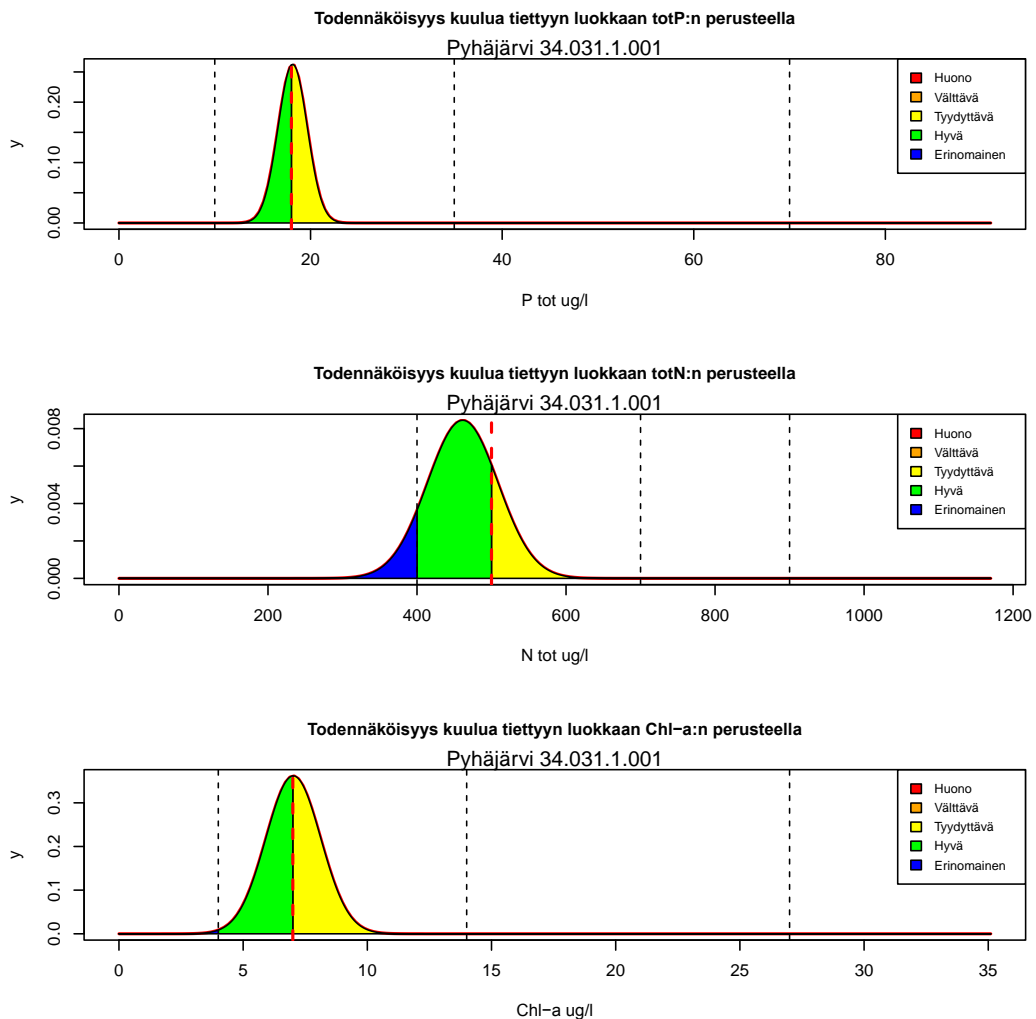 Todennäköisyys kuulua tiettyyn luokkaan totP:n perusteella
Pyhäjärvi 34.031.1.001
y
0.00 0.10 0.20
Huono
Välttävä
Tyydyttävä
Hyvä
Erinomainen
0 20 40 60 80
P tot ug/l
Todennäköisyys kuulua tiettyyn luokkaan totN:n perusteella
Pyhäjärvi 34.031.1.001
y
0.000 0.004 0.008
Huono
Välttävä
Tyydyttävä
Hyvä
Erinomainen
0 200 400 600 800 1000 1200
N tot ug/l
Todennäköisyys kuulua tiettyyn luokkaan Chl−a:n perusteella
Pyhäjärvi 34.031.1.001
y
0.0 0.1 0.2 0.3
Huono
Välttävä
Tyydyttävä
Hyvä
Erinomainen
0 5 10 15 20 25 30 35
Chl−a ug/l